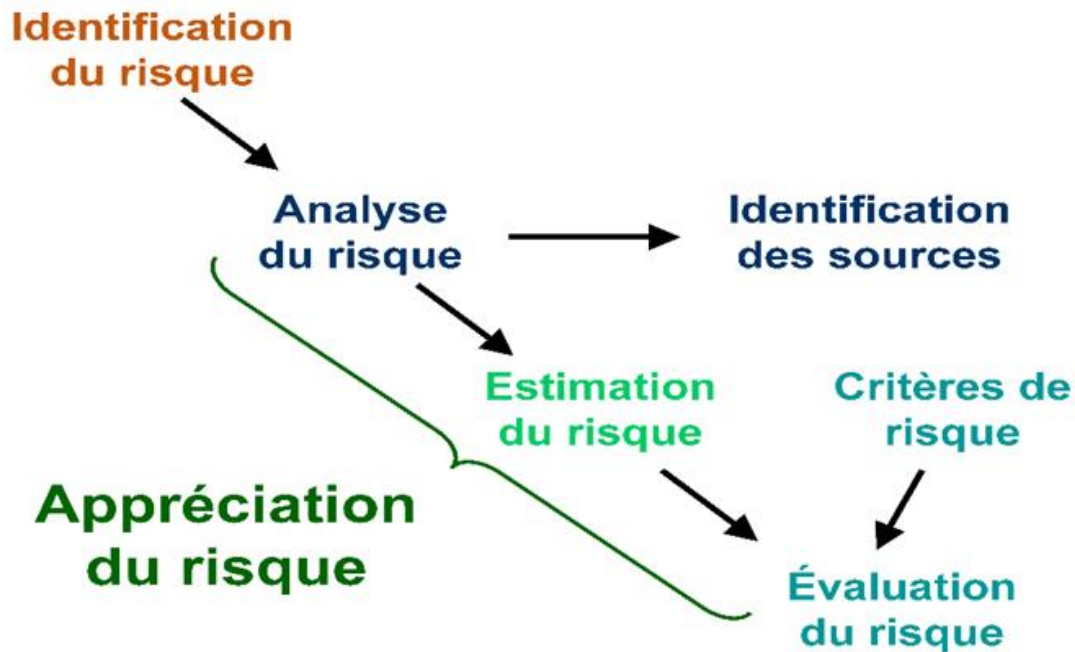 Identification
du risque
Analyse
du risque
Identification
des sources
Estimation
du risque
Critères de
risque
Appréciation
du risque
Évaluation
du risque